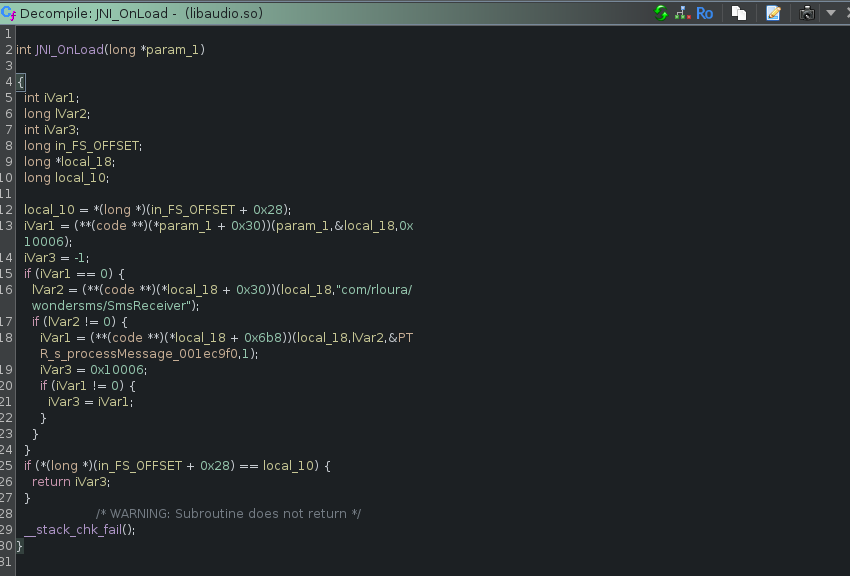 Decompile: JNI_OnLoad - (libaudio.so)
Ro
1
2 int JNI_OnLoad(long *param_1)
3
4 {
5 int iVar1;
6 long lVar2;
7 int iVar3;
8 long in_FS_OFFSET;
9 long *local_18;
10 long local_10;
11
12 local_10 = *(long *)(in_FS_OFFSET + 0x28);
13 iVar1 = (**(code **)(*param_1 + 0x30))(param_1,&local_18,0x
10006);
14 iVar3 = -1;
15 if (iVar1 == 0) {
16 lVar2 = (**(code **)(*local_18 + 0x30))(local_18,"com/rloura/
wondersms/SmsReceiver");
17 if (lVar2 != 0) {
18 iVar1 = (**(code **)(*local_18 + 0x6b8))(local_18,lVar2,&PT
R_s_processMessage_001ec9f0,1);
19 iVar3 = 0x10006;
20 if (iVar1 != 0) {
21 iVar3 = iVar1;
22 }
23 }
24 }
25 if (*(long *)(in_FS_OFFSET + 0x28) == local_10) {
26 return iVar3;
27 }
28 /* WARNING: Subroutine does not return */
29 __stack_chk_fail();
30 }
31